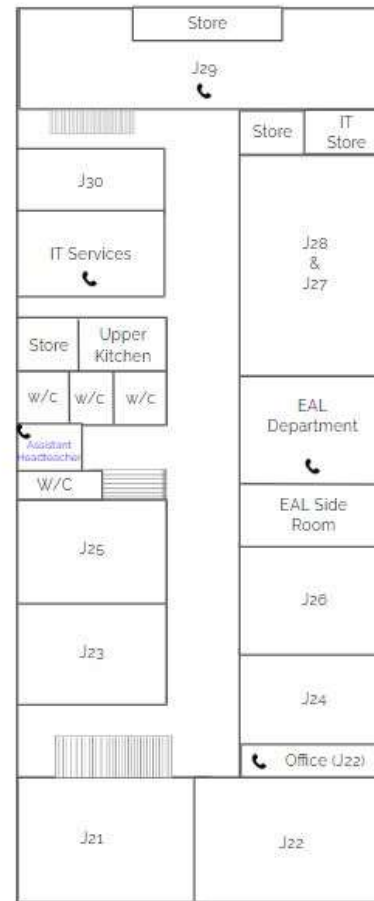 Store
J29
Store
IT
Store
J30
IT Services
J28
&
J27
Store
Upper
Kitchen
W/C
W/C
W/C
EAL
Department
Assistant
Headteacher
W/C
EAL Side
Room
J25
J26
J23
J24
Office (J22)
J21
J22